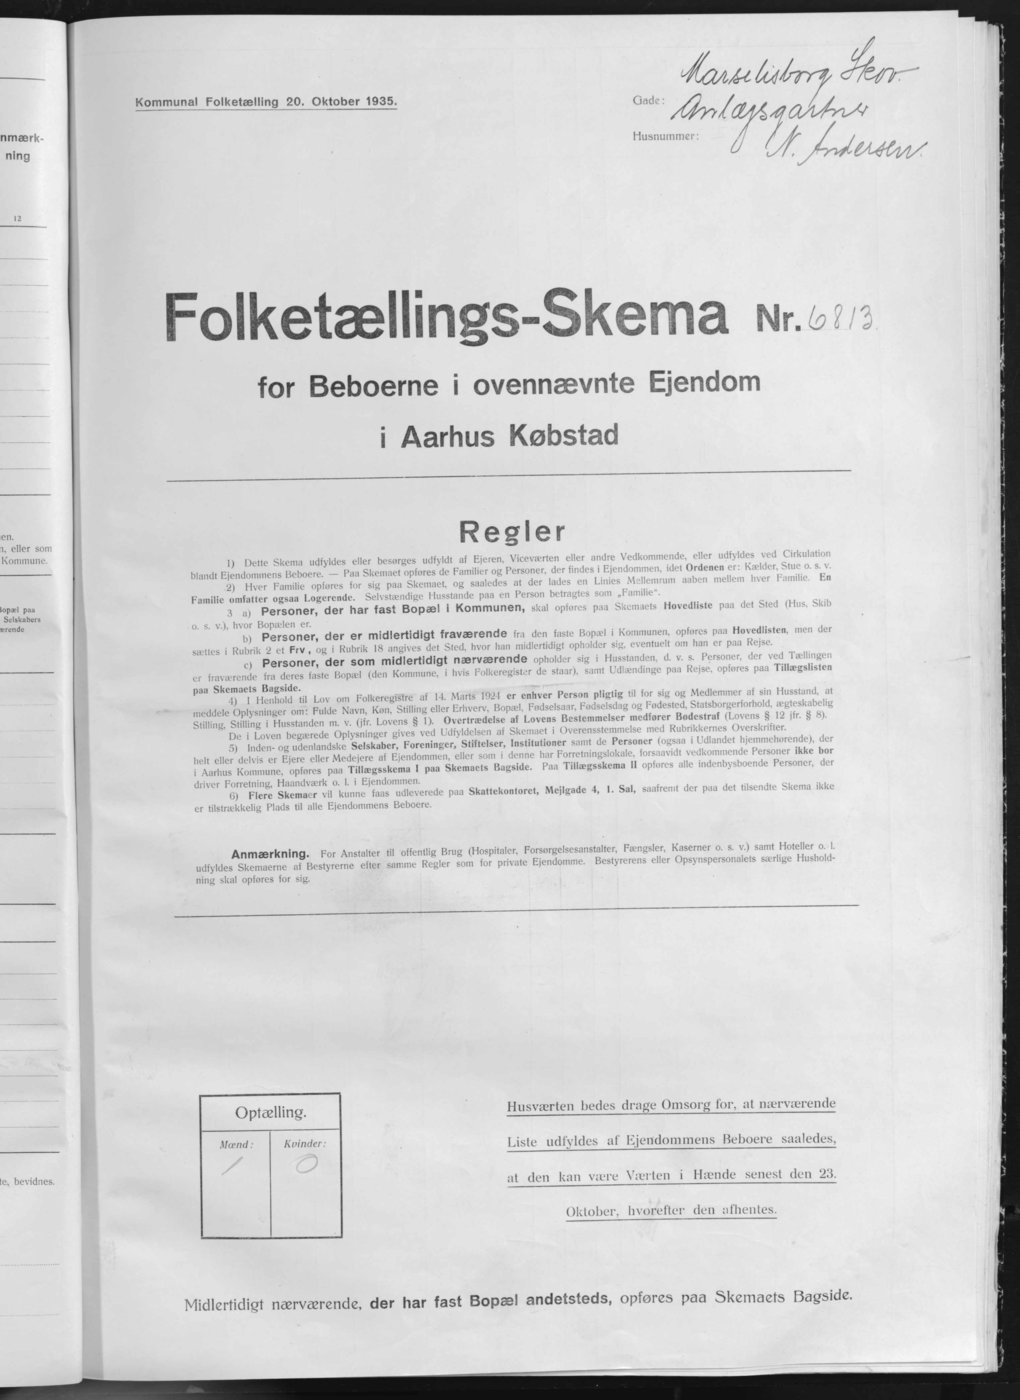 nmærk-
ning
12
en.
n, eller som
Kommune.
Bopæl paa
Selskabers
ærende
te, bevidnes.
Kommunal Folketælling 20. Oktober 1935.
Marselisborg Skov.
Gade: Anlægsgartner
Husnummer: N. Andersen.
Folketællings-Skema Nr. 6813
for Beboerne i ovennævnte Ejendom
i Aarhus Købstad
Regler
1) Dette Skema udfyldes eller besørges udfyldt af Ejeren, Viceværten eller andre Vedkommende, eller udfyldes ved Cirkulation
blandt Ejendommens Beboere. — Paa Skemaet opføres de Familier og Personer, der findes i Ejendommen, idet Ordenen er: Kælder, Stue o. s. v.
2) Hver Familie opføres for sig paa Skemaet, og saaledes at der lades en Linies Mellemrum aaben mellem hver Familie. En
Familie omfatter ogsaa Logerende. Selvstændige Husstande paa en Person betragtes som „Familie".
3 a) Personer, der har fast Bopæl i Kommunen, skal opføres paa Skemaets Hovedliste paa det Sted (Hus, Skib
o. s. v.), hvor Bopælen er.
b) Personer, der er midlertidigt fraværende fra den faste Bopæl i Kommunen, opføres paa Hovedlisten, men der
sættes i Rubrik 2 et Frv, og i Rubrik 18 angives det Sted, hvor han midlertidigt opholder sig, eventuelt om han er paa Rejse.
c) Personer, der som midlertidigt nærværende opholder sig i Husstanden, d. v. s. Personer, der ved Tællingen
er fraværende fra deres faste Bopæl (den Kommune, i hvis Folkeregister de staar), samt Udlændinge paa Rejse, opføres paa Tillægslisten
paa Skemaets Bagside.
4) I Henhold til Lov om Folkeregistre af 14. Marts 1924 er enhver Person pligtig til for sig og Medlemmer af sin Husstand, at
meddele Oplysninger om: Fulde Navn, Køn, Stilling eller Erhverv, Bopæl, Fødselsaar, Fødselsdag og Fødested, Statsborgerforhold, ægteskabelig
Stilling, Stilling i Husstanden m. v. (jfr. Lovens § 1). Overtrædelse af Lovens Bestemmelser medfører Bødestraf (Lovens § 12 jfr. § 8).
De i Loven begærede Oplysninger gives ved Udfyldelsen af Skemaet i Overensstemmelse med Rubrikkernes Overskrifter.
5) Inden- og udenlandske Selskaber, Foreninger, Stiftelser, Institutioner samt de Personer (ogsaa i Udlandet hjemmehørende), der
helt eller delvis er Ejere eller Medejere af Ejendommen, eller som i denne har Forretningslokale, forsaavidt vedkommende Personer ikke bor
i Aarhus Kommune, opføres paa Tillægsskema I paa Skemaets Bagside. Paa Tillægsskema II opføres alle indenbysboende Personer, der
driver Forretning, Haandværk o. l. i Ejendommen.
6) Flere Skemaer vil kunne faas udleverede paa Skattekontoret, Mejlgade 4, 1. Sal, saafremt der paa det tilsendte Skema ikke
er tilstrækkelig Plads til alle Ejendommens Beboere.
Anmærkning. For Anstalter til offentlig Brug (Hospitaler, Forsørgelsesanstalter, Fængsler, Kaserner o. s. v.) samt Hoteller o. l.
udfyldes Skemaerne af Bestyrerne efter samme Regler som for private Ejendomme. Bestyrerens eller Opsynspersonalets særlige Hushold-
ning skal opføres for sig.
Optælling.
Mænd: Kvinder:
1 0
Husværten bedes drage Omsorg for, at nærværende
Liste udfyldes af Ejendommens Beboere saaledes,
at den kan være Værten i Hænde senest den 23.
Oktober, hvorefter den afhentes.
Midlertidigt nærværende, der har fast Bopæl andetsteds, opføres paa Skemaets Bagside.